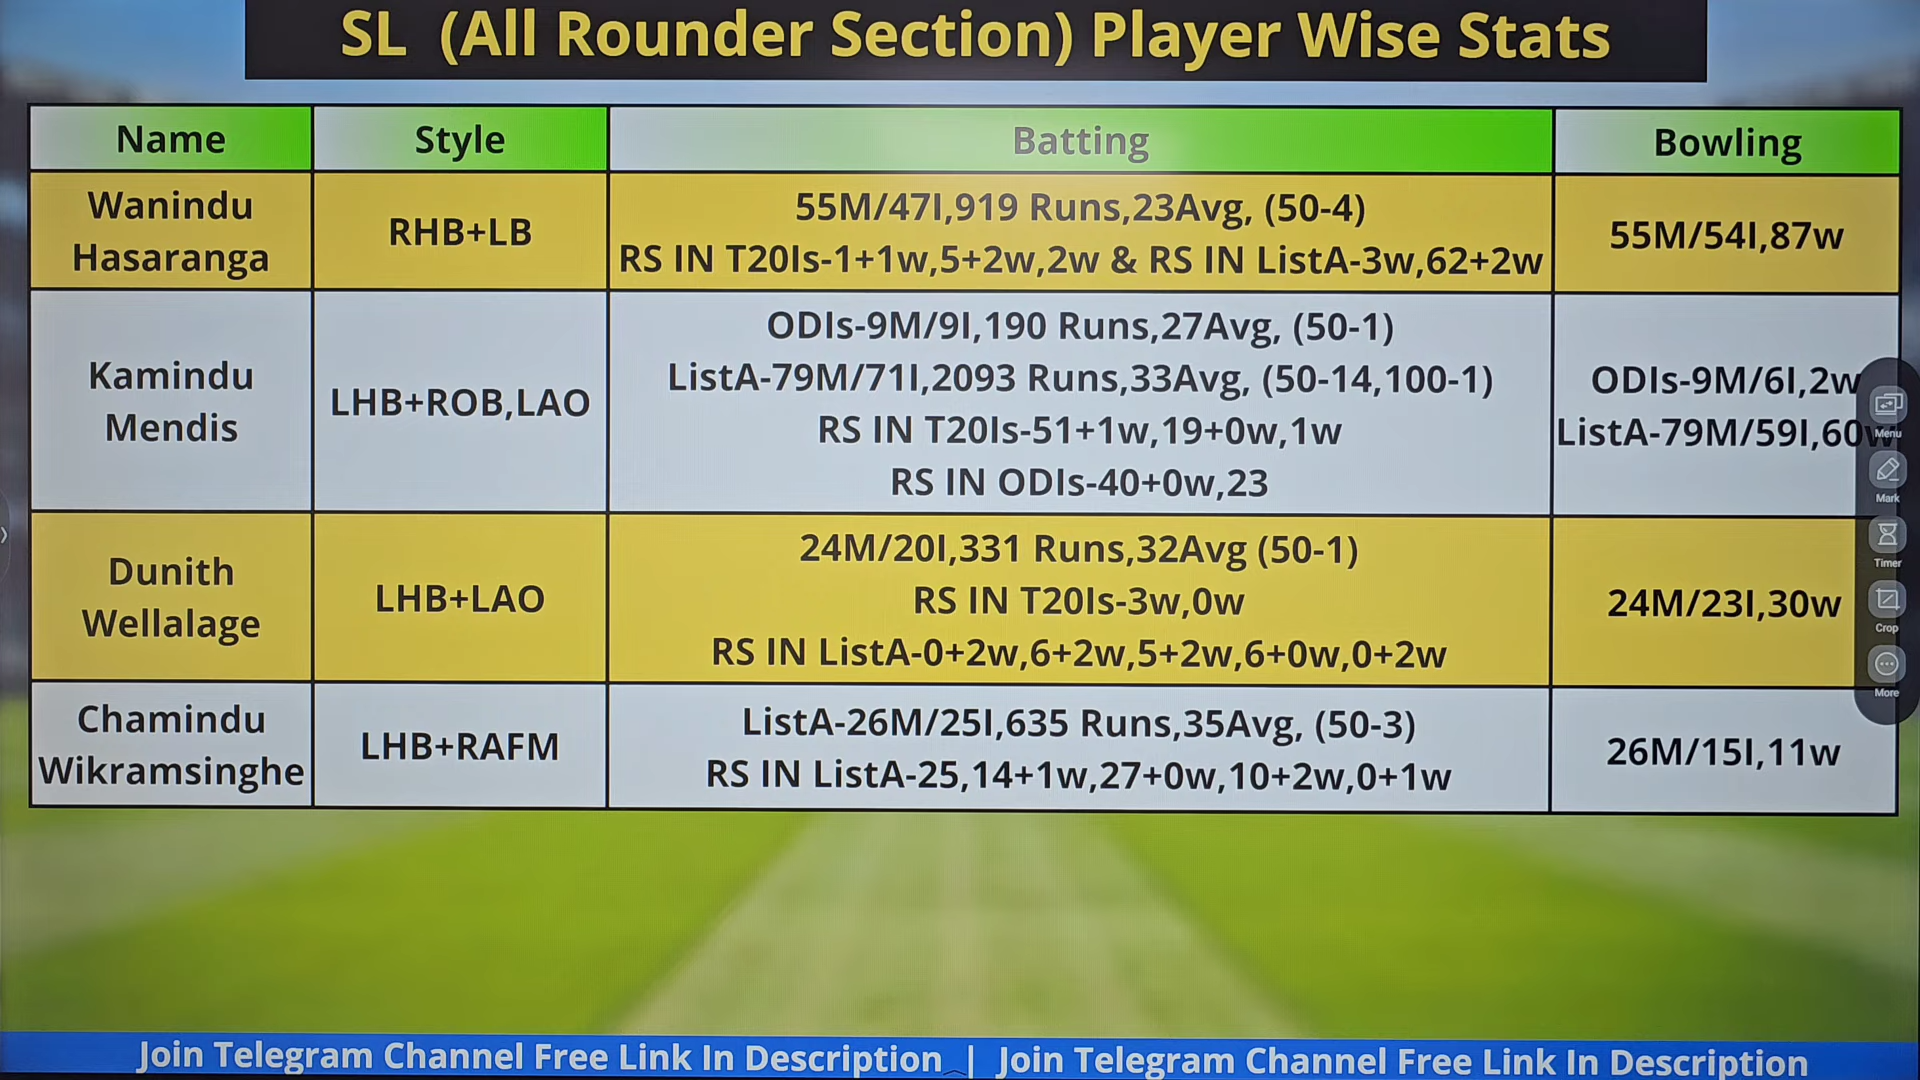 SL (All Rounder Section) Player Wise Stats
Name
Style
Batting
Bowling
Wanindu
Hasaranga
RHB+LB
55M/47I,919 Runs,23Avg, (50-4)
RS IN T20Is-1+1w,5+2w,2w & RS IN ListA-3w,62+2w
55M/54I,87w
Kamindu
Mendis
LHB+ROB,LAO
ODIs-9M/9I,190 Runs,27Avg, (50-1)
ListA-79M/71I,2093 Runs,33Avg, (50-14,100-1)
RS IN T20Is-51+1w,19+0w,1w
RS IN ODIs-40+0w,23
ODIs-9M/6I,2w
ListA-79M/59I,60w
Dunith
Wellalage
LHB+LAO
24M/20I,331 Runs,32Avg (50-1)
RS IN T20Is-3w,0w
RS IN ListA-0+2w,6+2w,5+2w,6+0w,0+2w
24M/23I,30w
Chamindu
Wikramsinghe
LHB+RAFM
ListA-26M/25I,635 Runs,35Avg, (50-3)
RS IN ListA-25,14+1w,27+0w,10+2w,0+1w
26M/15I,11w
Menu
Mark
Timer
Crop
More
Join Telegram Channel Free Link In Description | Join Telegram Channel Free Link In Description